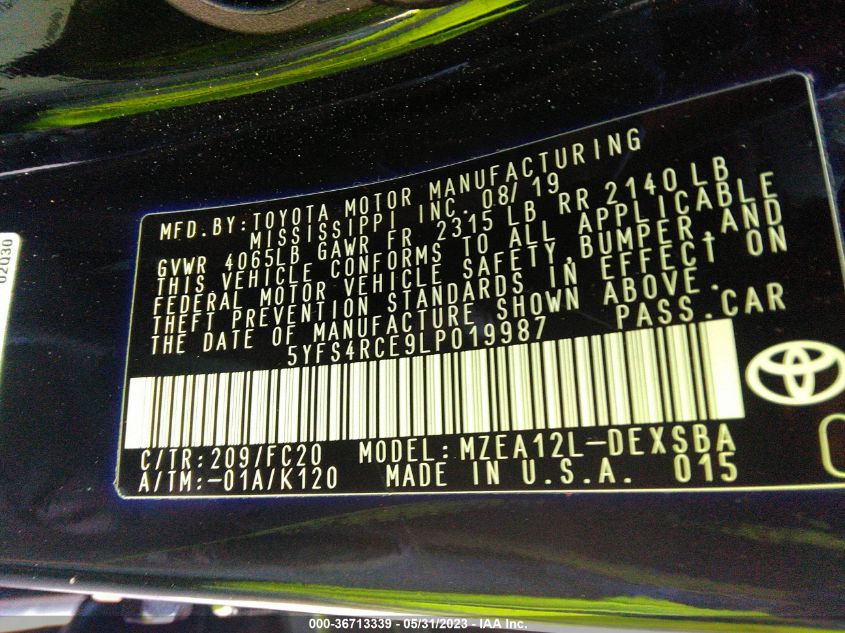 MFD.BY:TOYOTA MOTOR MANUFACTURING
MISSISSIPPI INC. 08/19
GVWR 4065LB GAWR FR 2315 LB RR 2140LB
THIS VEHICLE CONFORMS TO ALL APPLICABLE
FEDERAL MOTOR VEHICLE SAFETY,BUMPER,AND
THEFT PREVENTION STANDARDS IN EFFECT ON
THE DATE OF MANUFACTURE SHOWN ABOVE.
5YFS4RCE9LP019987 PASS.CAR
C/TR:209/FC20 MODEL:MZEA12L-DEXSBA
A/TM:-01A/K120 MADE IN U.S.A. 015
02030
000-36713339 - 05/31/2023 - IAA Inc.